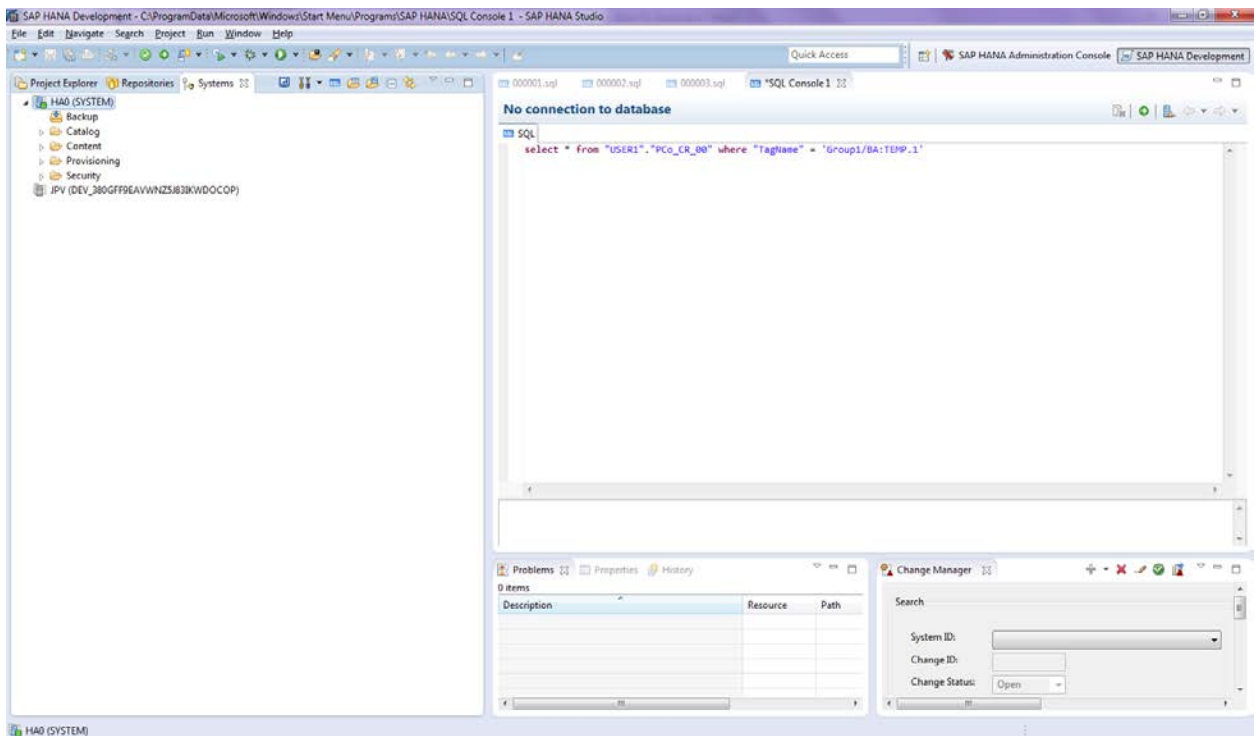 SAP HANA Development - C:\ProgramData\Microsoft\Windows\Start Menu\Programs\SAP HANA\SQL Console 1 - SAP HANA Studio
File Edit Navigate Search Project Run Window Help
Quick Access
SAP HANA Administration Console
SAP HANA Development
Project Explorer Repositories Systems
HA0 (SYSTEM)
Backup
Catalog
Content
Provisioning
Security
000001.sql 000002.sql 000003.sql *SQL Console 1
No connection to database
SQL
select * from "USER1"."PCo_CR_00" where "TagName" = 'Group1/BA:TEMP.1'
Problems Properties History
0 items
Description Resource Path
Change Manager
Search
System ID:
Change ID:
Change Status: Open
HA0 (SYSTEM)